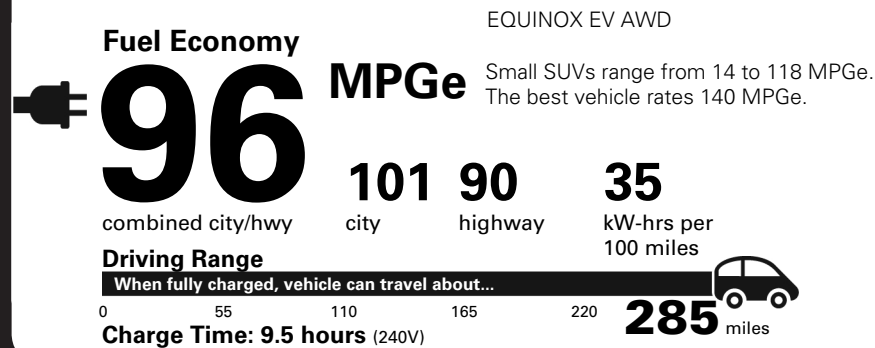 EQUINOX EV AWD
Fuel Economy
96
MPGe
Small SUVs range from 14 to 118 MPGe.
The best vehicle rates 140 MPGe.
101 90 35
combined city/hwy city highway kW-hrs per
100 miles
Driving Range
When fully charged, vehicle can travel about...
0 55 110 165 220 285 miles
Charge Time: 9.5 hours (240V)